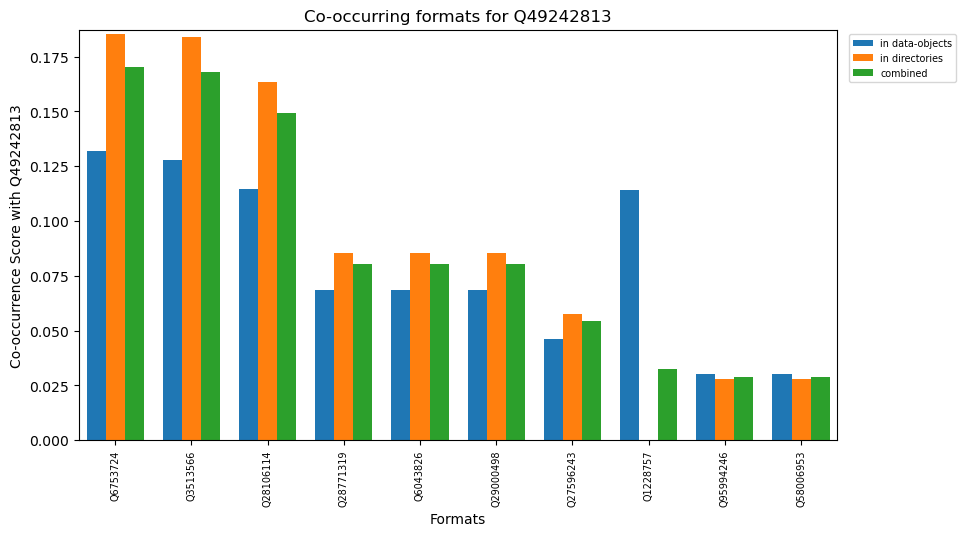 Co-occurring formats for Q49242813
in data-objects
in directories
combined
Co-occurrence Score with Q49242813
0.175
0.150
0.125
0.100
0.075
0.050
0.025
0.000
Q6753724
Q3513566
Q28106114
Q28771319
Q6043826
Q29000498
Q27596243
Q1228757
Q95994246
Q58006953
Formats